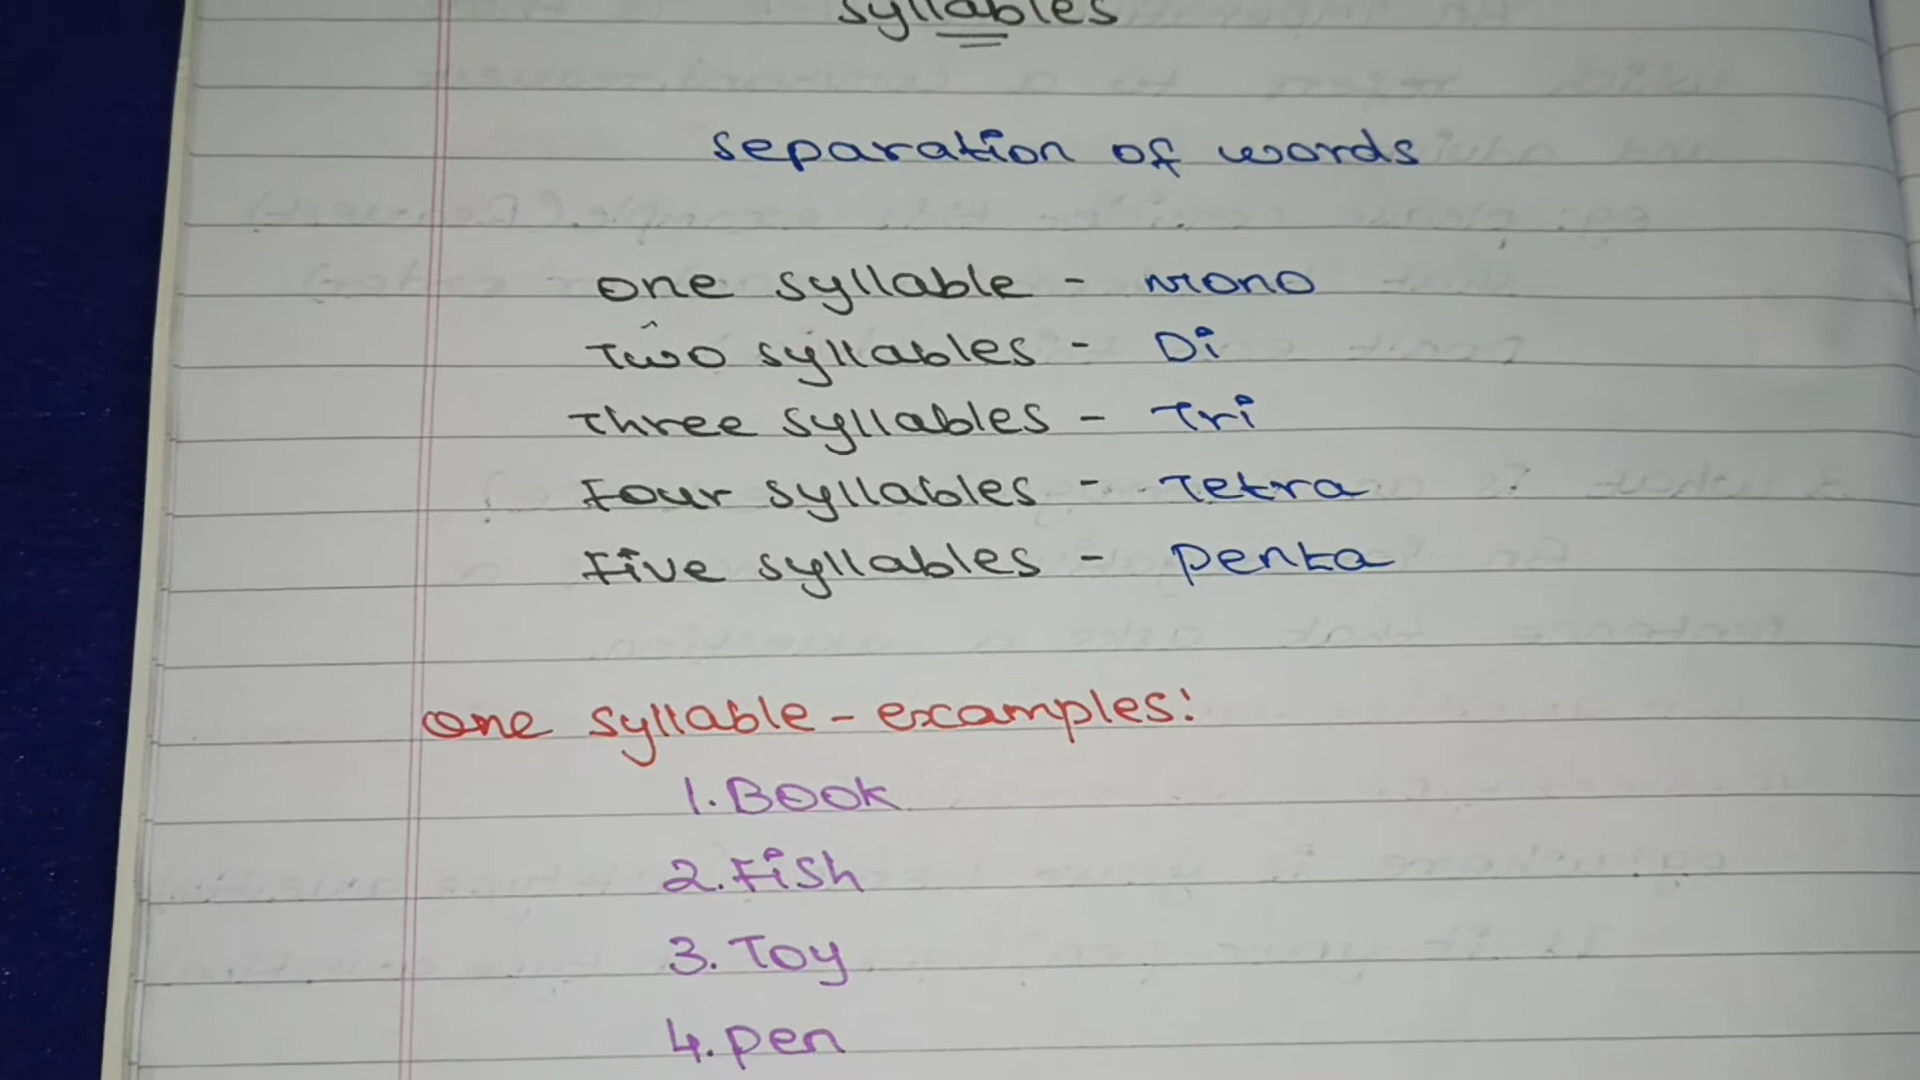 syllables
separation of words
one syllable - mono
Two syllables - Di
Three syllables - Tri
Four syllables - Tetra
Five syllables - Penta
one syllable - examples:
1. Book
2. Fish
3. Toy
4. pen